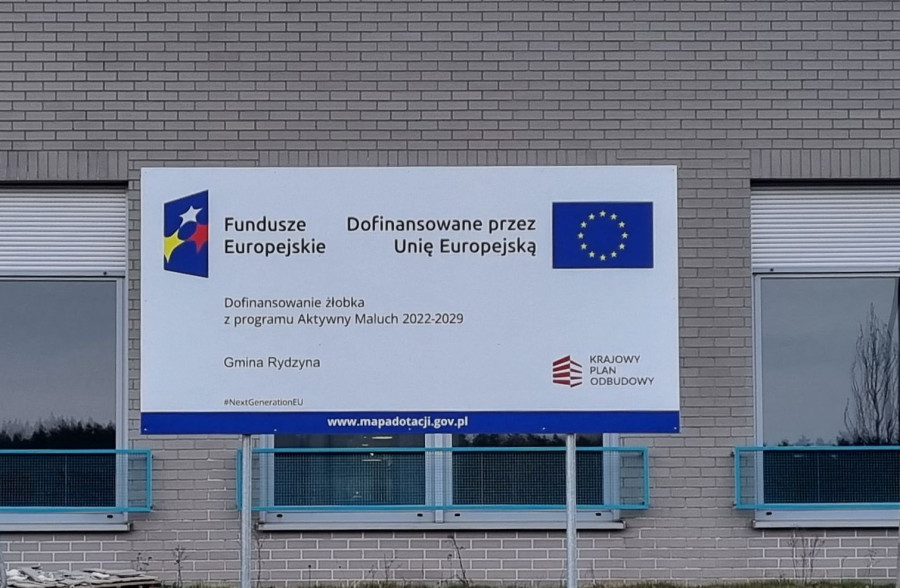 Fundusze
Europejskie
Dofinansowane przez
Unię Europejską
Dofinansowanie żłobka
z programu Aktywny Maluch 2022-2029
Gmina Rydzyna
KRAJOWY
PLAN
ODBUDOWY
#NextGenerationEU
www.mapadotacji.gov.pl